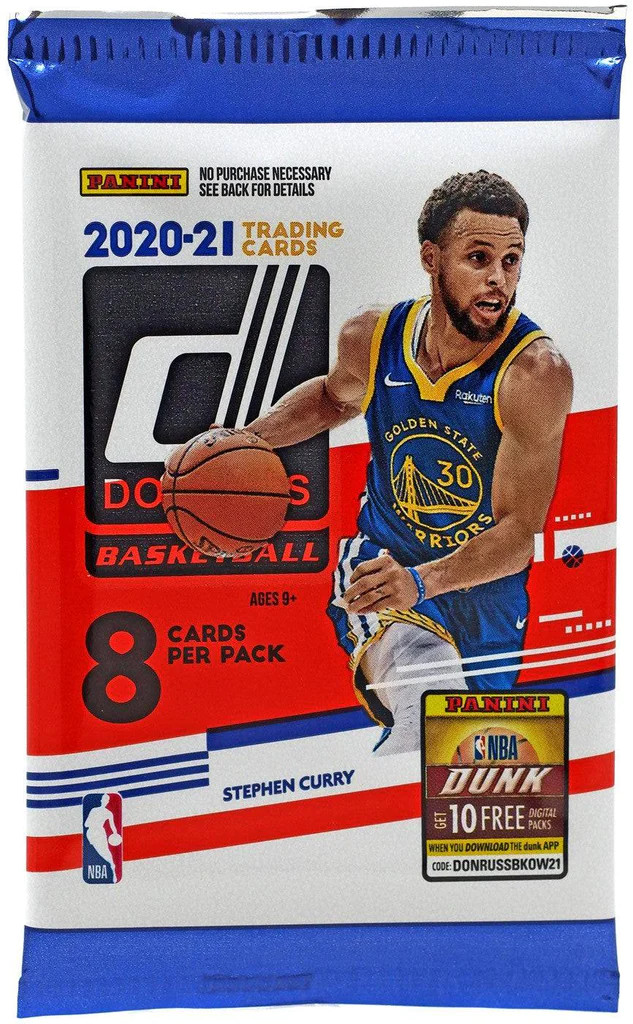 PANINI
NO PURCHASE NECESSARY
SEE BACK FOR DETAILS
2020-21 TRADING
CARDS
d
DO S
BASKETBALL
Rakuten
GOLDEN STATE
30
WARRIORS
AGES 9+
8 CARDS
PER PACK
STEPHEN CURRY
NBA
PANINI
NBA
DUNK
GET 10 FREE DIGITAL
PACKS
WHEN YOU DOWNLOAD THE dunk APP
CODE: DONRUSSBKOW21